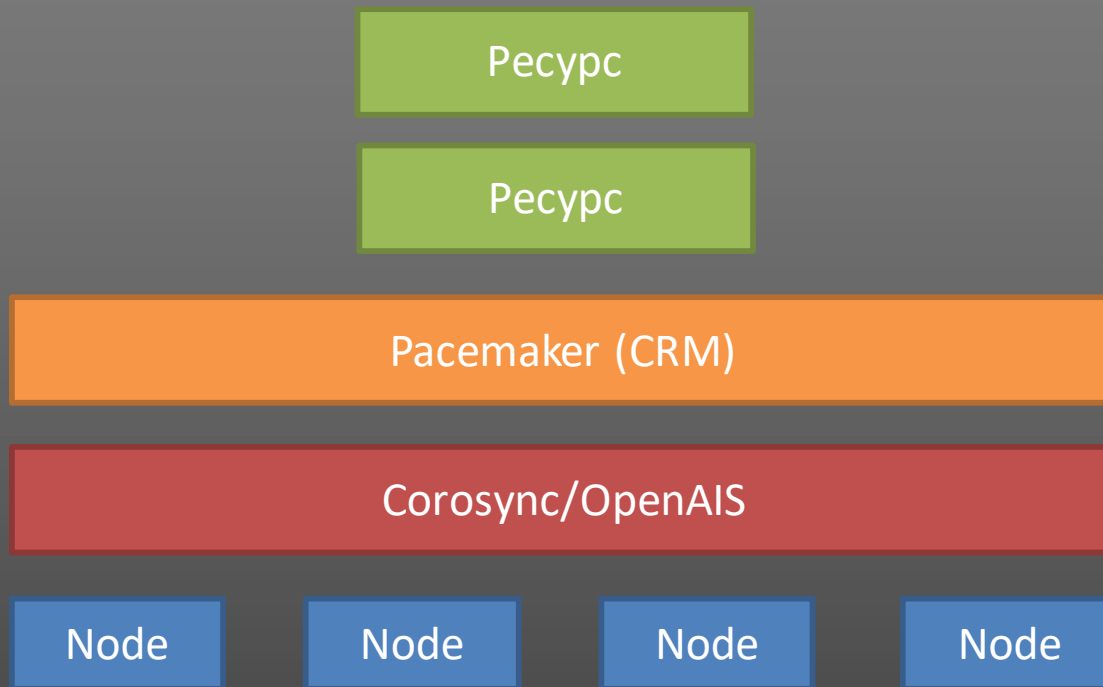 Ресурс
Ресурс
Pacemaker (CRM)
Corosync/OpenAIS
Node
Node
Node
Node